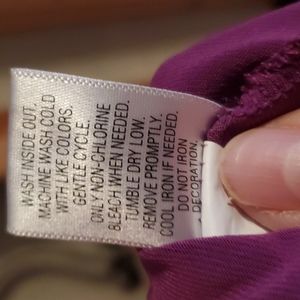 WASH INSIDE OUT,
MACHINE WASH COLD
WITH LIKE COLORS,
GENTLE CYCLE.
ONLY NON-CHLORINE
BLEACH WHEN NEEDED.
TUMBLE DRY LOW.
REMOVE PROMPTLY.
COOL IRON IF NEEDED.
DO NOT IRON
DECORATION.